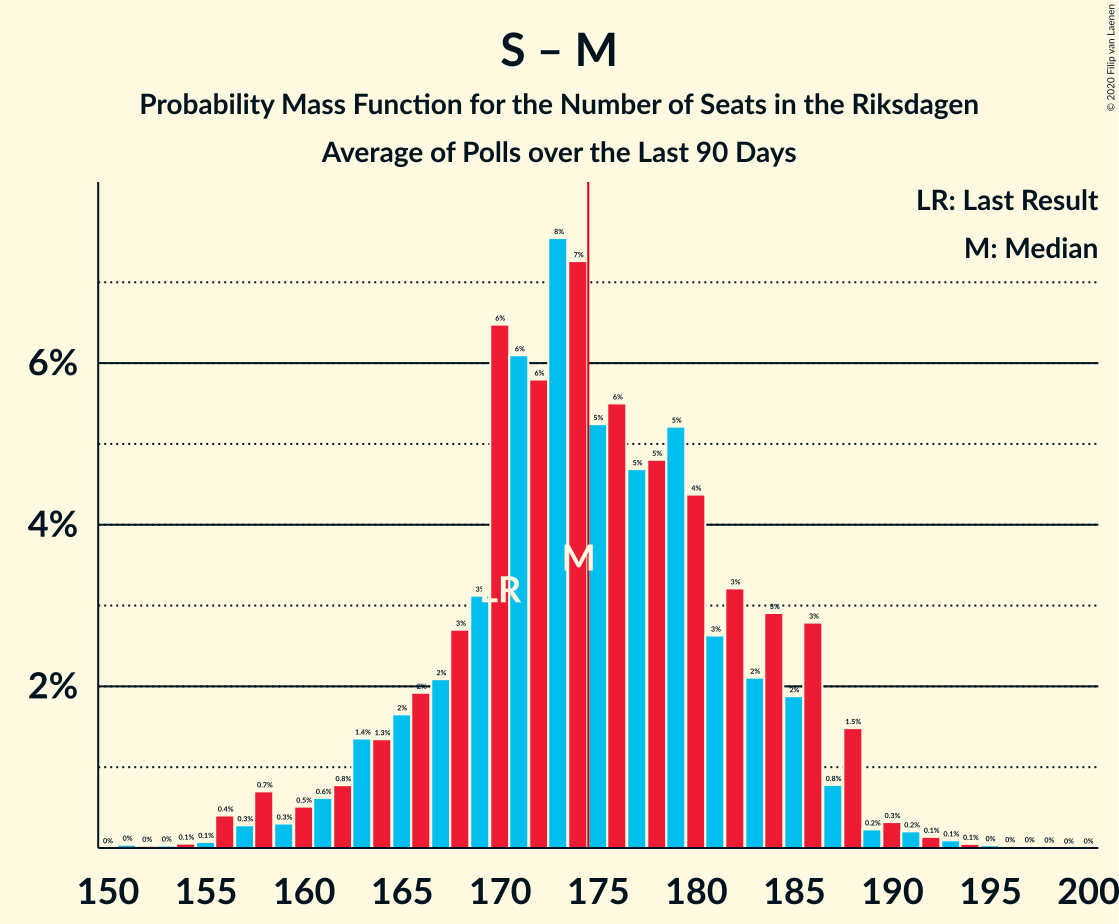 S – M
Probability Mass Function for the Number of Seats in the Riksdagen
Average of Polls over the Last 90 Days
© 2020 Filip van Laenen
LR: Last Result
M: Median
6%
4%
2%
0% 0% 0% 0% 0.1% 0.1% 0.4% 0.3% 0.7% 0.3% 0.5% 0.6% 0.8% 1.4% 1.3% 2% 2% 2% 3% 3% 6% 6% 6% 8% 7% 5% 6% 5% 5% 5% 4% 3% 3% 2% 3% 2% 3% 0.8% 1.5% 0.2% 0.3% 0.2% 0.1% 0.1% 0.1% 0% 0% 0% 0% 0% 0%
LR
M
150 155 160 165 170 175 180 185 190 195 200